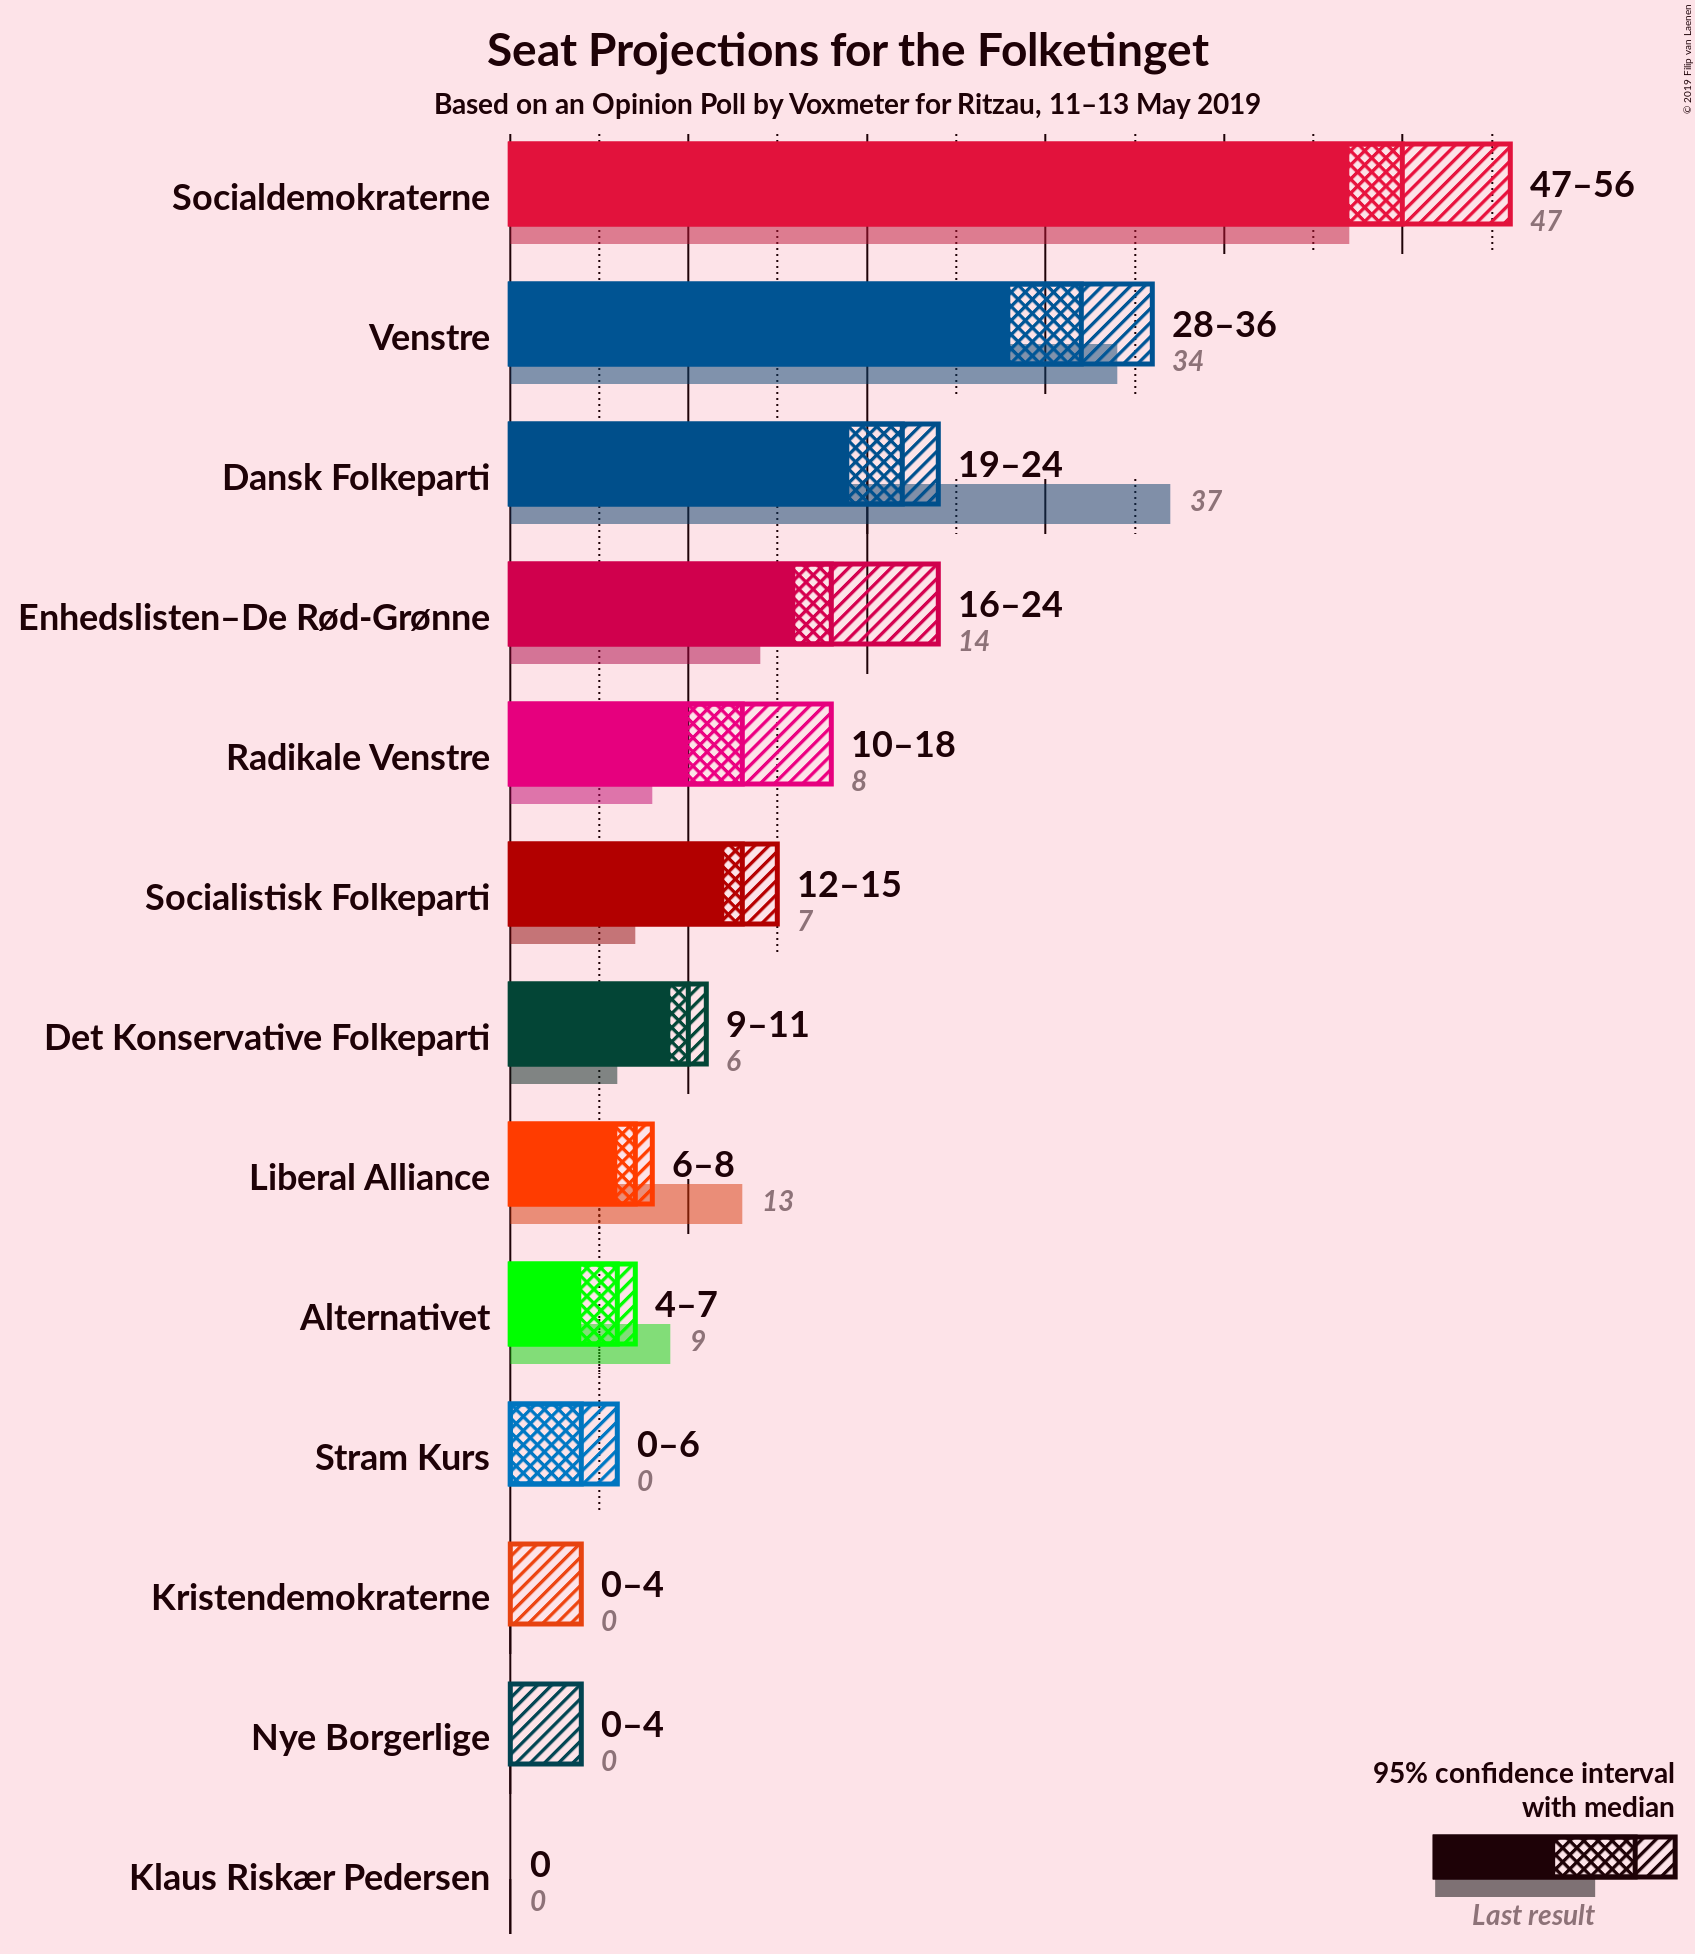 Seat Projections for the Folketinget
Based on an Opinion Poll by Voxmeter for Ritzau, 11–13 May 2019
© 2019 Filip van Laenen
Socialdemokraterne
47–56
47
Venstre
28–36
34
Dansk Folkeparti
19–24
37
Enhedslisten–De Rød-Grønne
16–24
14
Radikale Venstre
10–18
8
Socialistisk Folkeparti
12–15
7
Det Konservative Folkeparti
9–11
6
Liberal Alliance
6–8
13
Alternativet
4–7
9
Stram Kurs
0–6
0
Kristendemokraterne
0–4
0
Nye Borgerlige
0–4
0
Klaus Riskær Pedersen
0
0
95% confidence interval
with median
Last result